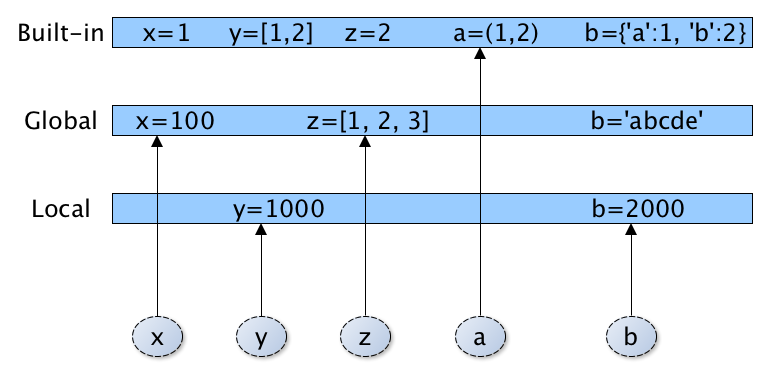 Built-in x=1 y=[1,2] z=2 a=(1,2) b={'a':1, 'b':2}
Global x=100 z=[1, 2, 3] b='abcde'
Local y=1000 b=2000
x y z a b